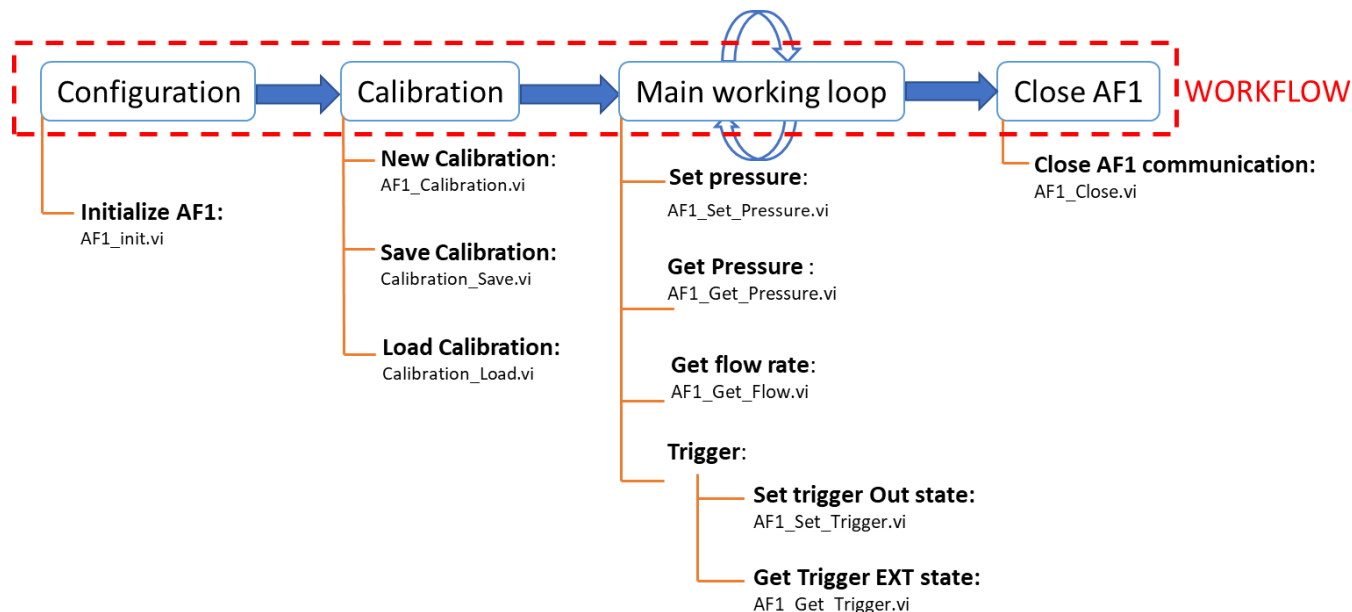 Configuration
Calibration
Main working loop
Close AF1
WORKFLOW
Initialize AF1:
AF1_init.vi
New Calibration:
AF1_Calibration.vi
Save Calibration:
Calibration_Save.vi
Load Calibration:
Calibration_Load.vi
Set pressure:
AF1_Set_Pressure.vi
Get Pressure :
AF1_Get_Pressure.vi
Get flow rate:
AF1_Get_Flow.vi
Trigger:
Set trigger Out state:
AF1_Set_Trigger.vi
Get Trigger EXT state:
AF1_Get_Trigger.vi
Close AF1 communication:
AF1_Close.vi